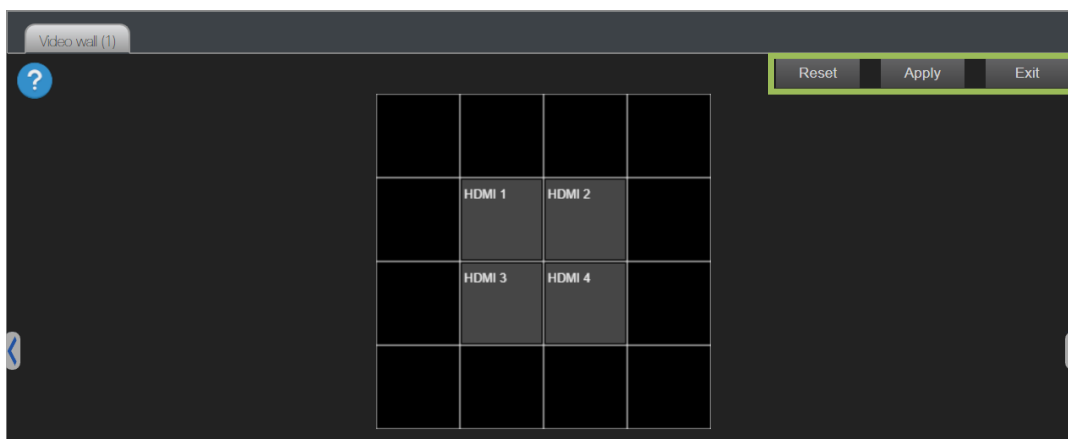 Video wall (1)
?
Reset Apply Exit
HDMI 1 HDMI 2
HDMI 3 HDMI 4